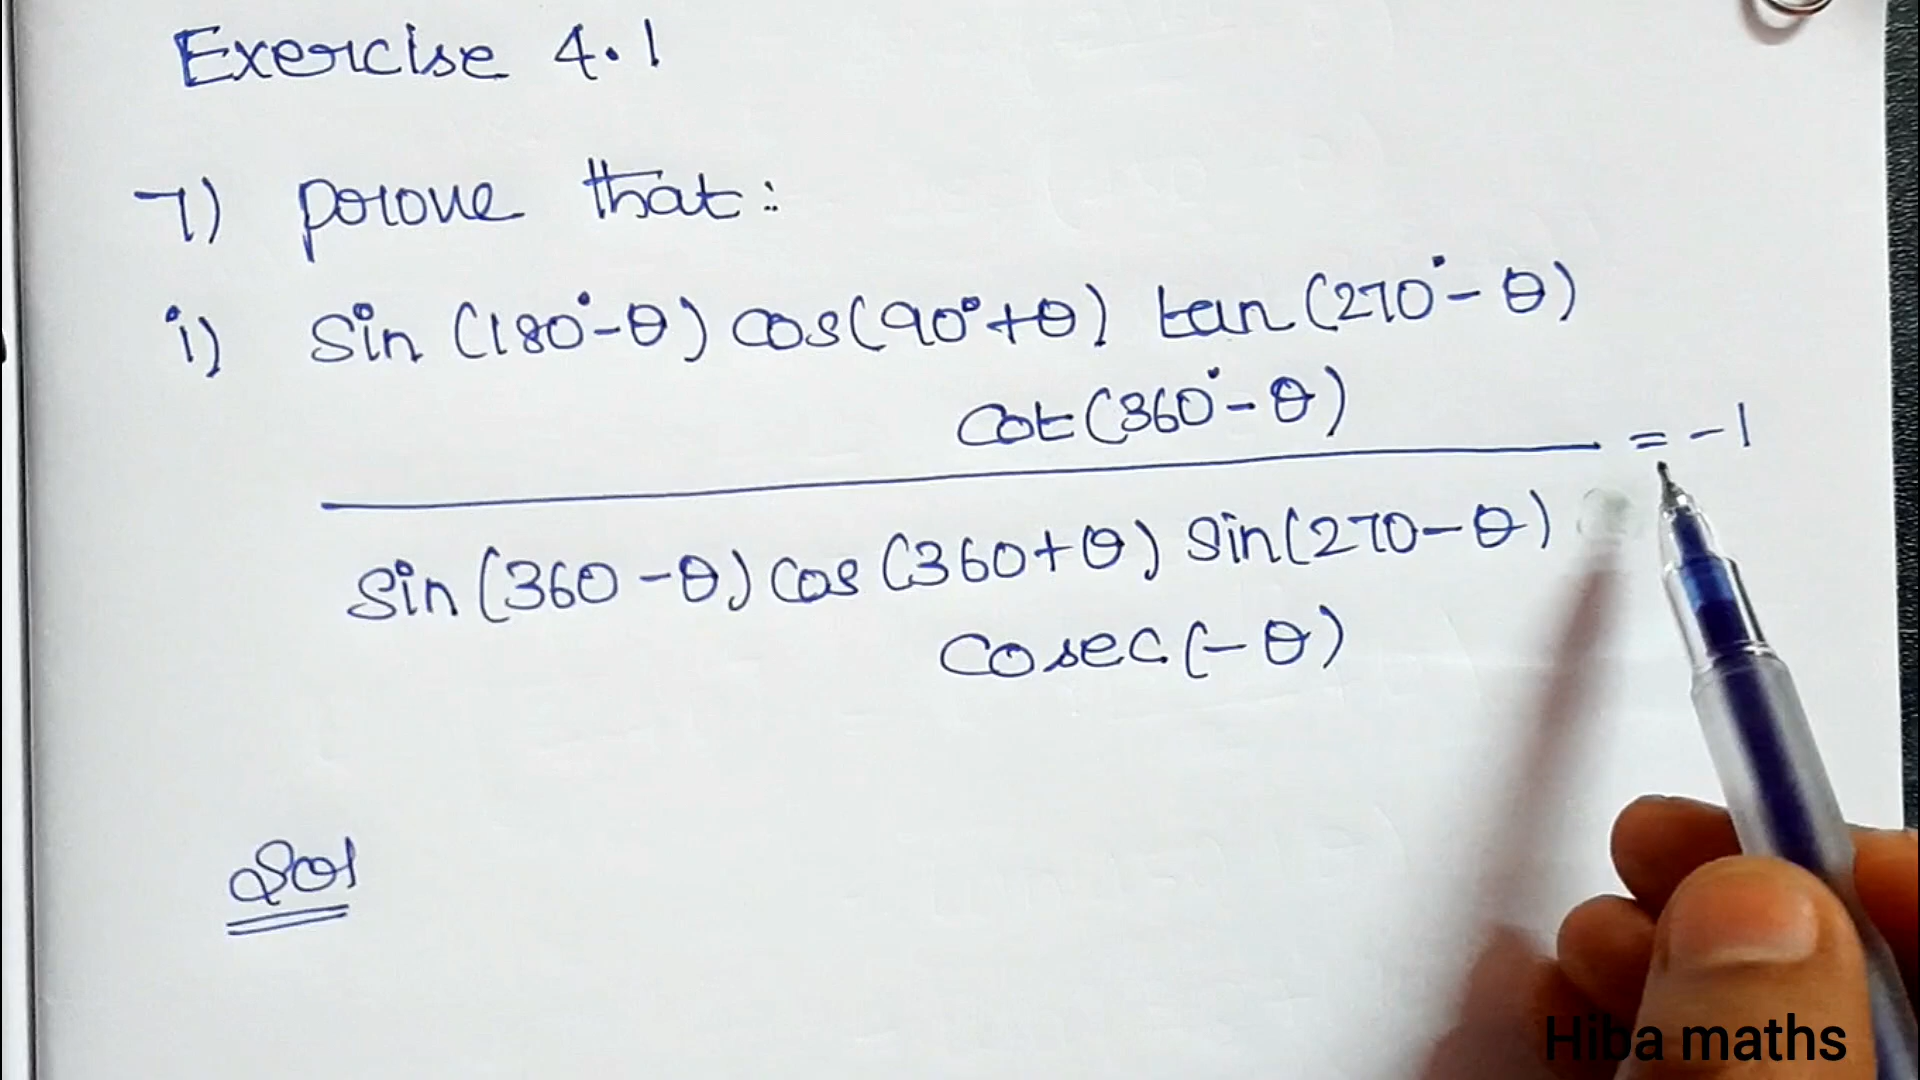 Exercise 4.1
7) prove that:
i) Sin (180°-θ) cos(90°+θ) tan (270°- θ)
cot (360°- θ)
= -1
Sin (360 -θ) cos (360+θ) Sin(270-θ)
cosec (- θ)
Sol
Hiba maths